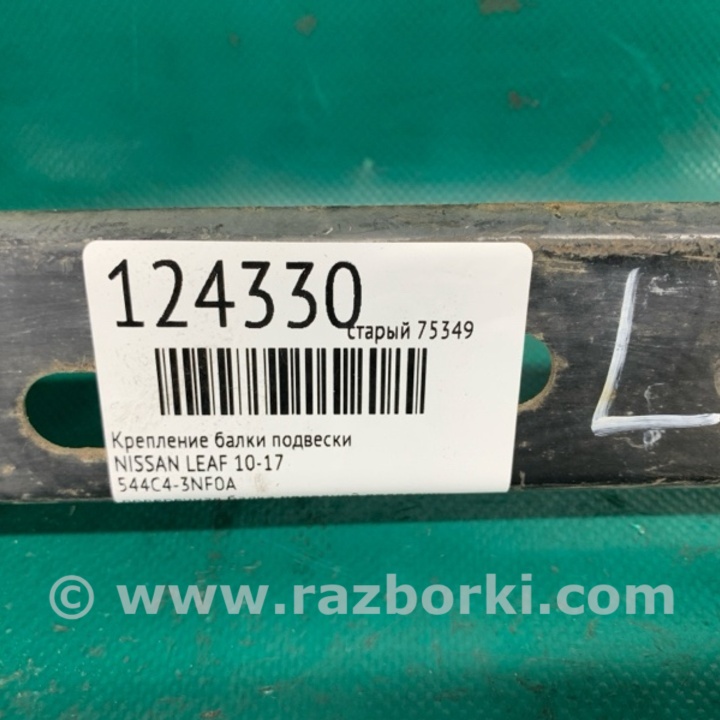 124330
старый 75349
Крепление балки подвески
NISSAN LEAF 10-17
544C4-3NF0A
L
© www.razborki.com